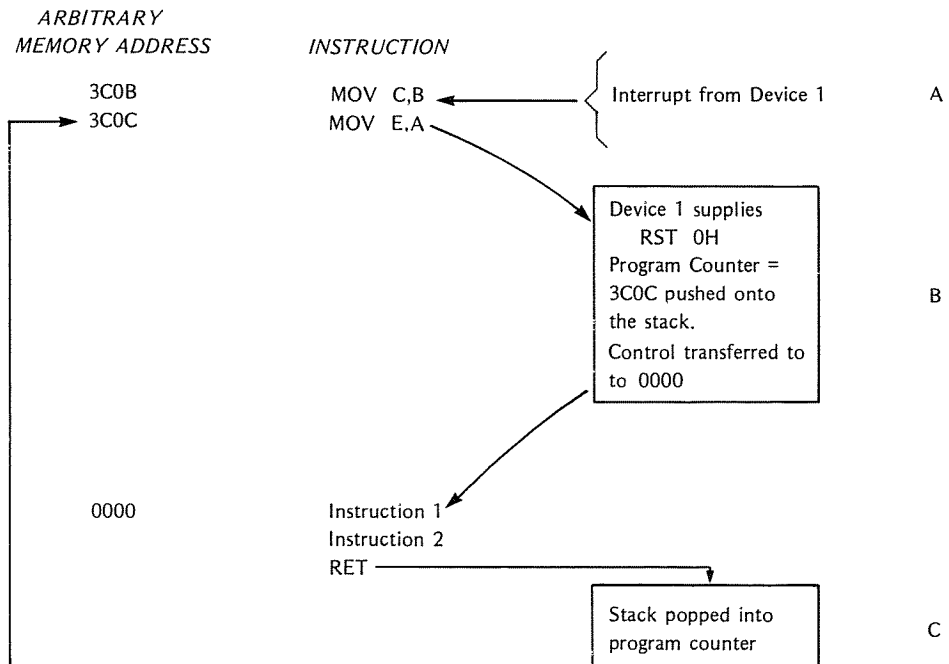 ARBITRARY
MEMORY ADDRESS INSTRUCTION
3C0B MOV C,B Interrupt from Device 1 A
3C0C MOV E,A
Device 1 supplies
RST 0H
Program Counter =
3C0C pushed onto B
the stack.
Control transferred to
to 0000
0000 Instruction 1
Instruction 2
RET
Stack popped into
program counter C